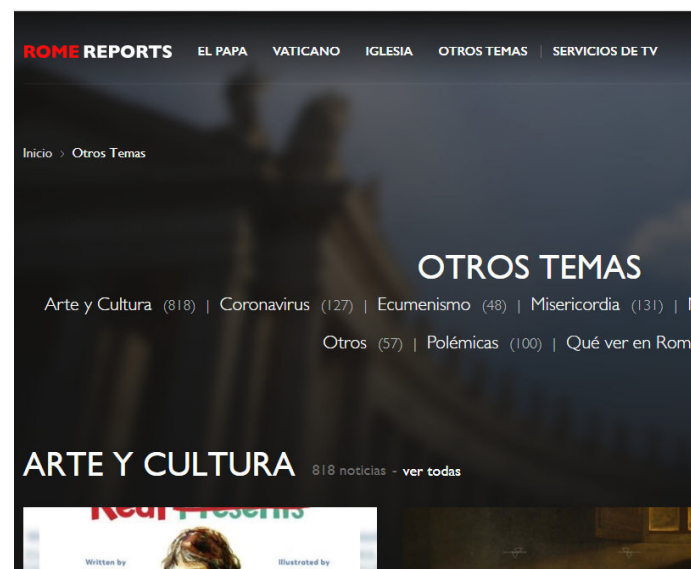 ROME REPORTS EL PAPA VATICANO IGLESIA OTROS TEMAS | SERVICIOS DE TV
Inicio > Otros Temas
OTROS TEMAS
Arte y Cultura (818) | Coronavirus (127) | Ecumenismo (48) | Misericordia (131) |
Otros (57) | Polémicas (100) | Qué ver en Rom
ARTE Y CULTURA 818 noticias - ver todas
Real Presents
Written by Illustrated by